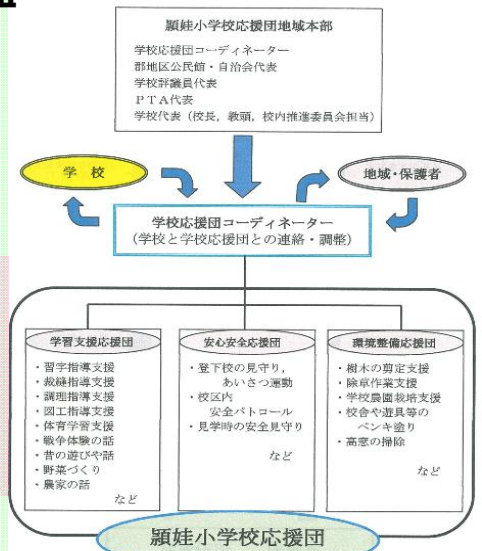 頴娃小学校応援団地域本部
学校応援団コーディネーター
郡地区公民館・自治会代表
学校評議員代表
ＰＴＡ代表
学校代表（校長，教頭，校内推進委員会担当）
学　校
地域・保護者
学校応援団コーディネーター
（学校と学校応援団との連絡・調整）
学習支援応援団
・習字指導支援
・裁縫指導支援
・調理指導支援
・図工指導支援
・体育学習支援
・戦争体験の話
・昔の遊びや話
・野菜づくり
・農家の話
など
安心安全応援団
・登下校の見守り，
あいさつ運動
・校区内
安全パトロール
・見学時の安全見守り
など
環境整備応援団
・樹木の剪定支援
・除草作業支援
・学校農園栽培支援
・校舎や遊具等の
ペンキ塗り
・高窓の掃除
など
頴娃小学校応援団